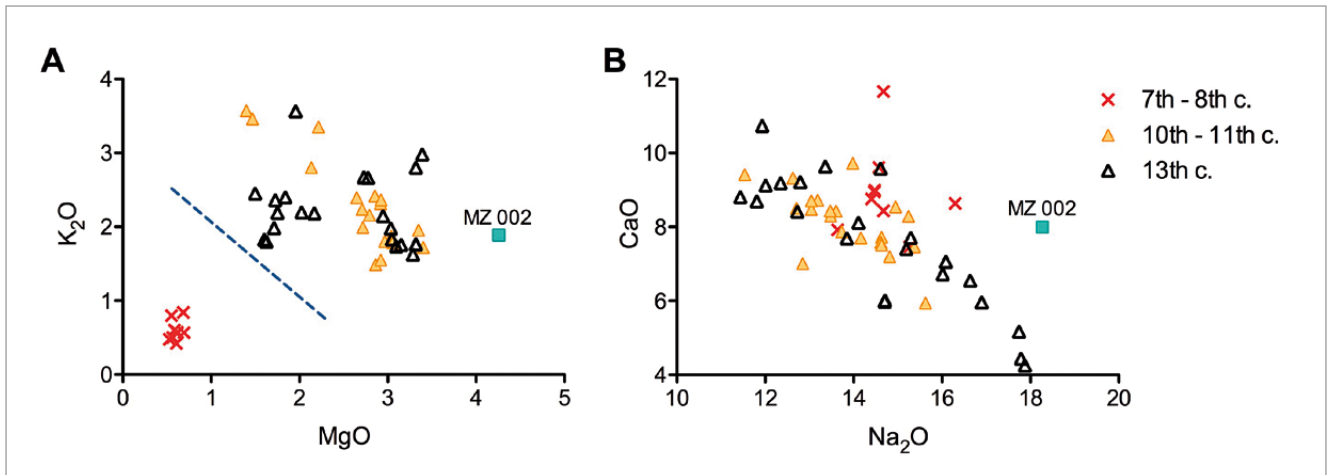 A
K₂O
4
3
2
1
0
0 1 2 3 4 5
MgO
MZ 002
B
CaO
12
10
8
6
4
10 12 14 16 18 20
Na₂O
MZ 002
7th - 8th c.
10th - 11th c.
13th c.